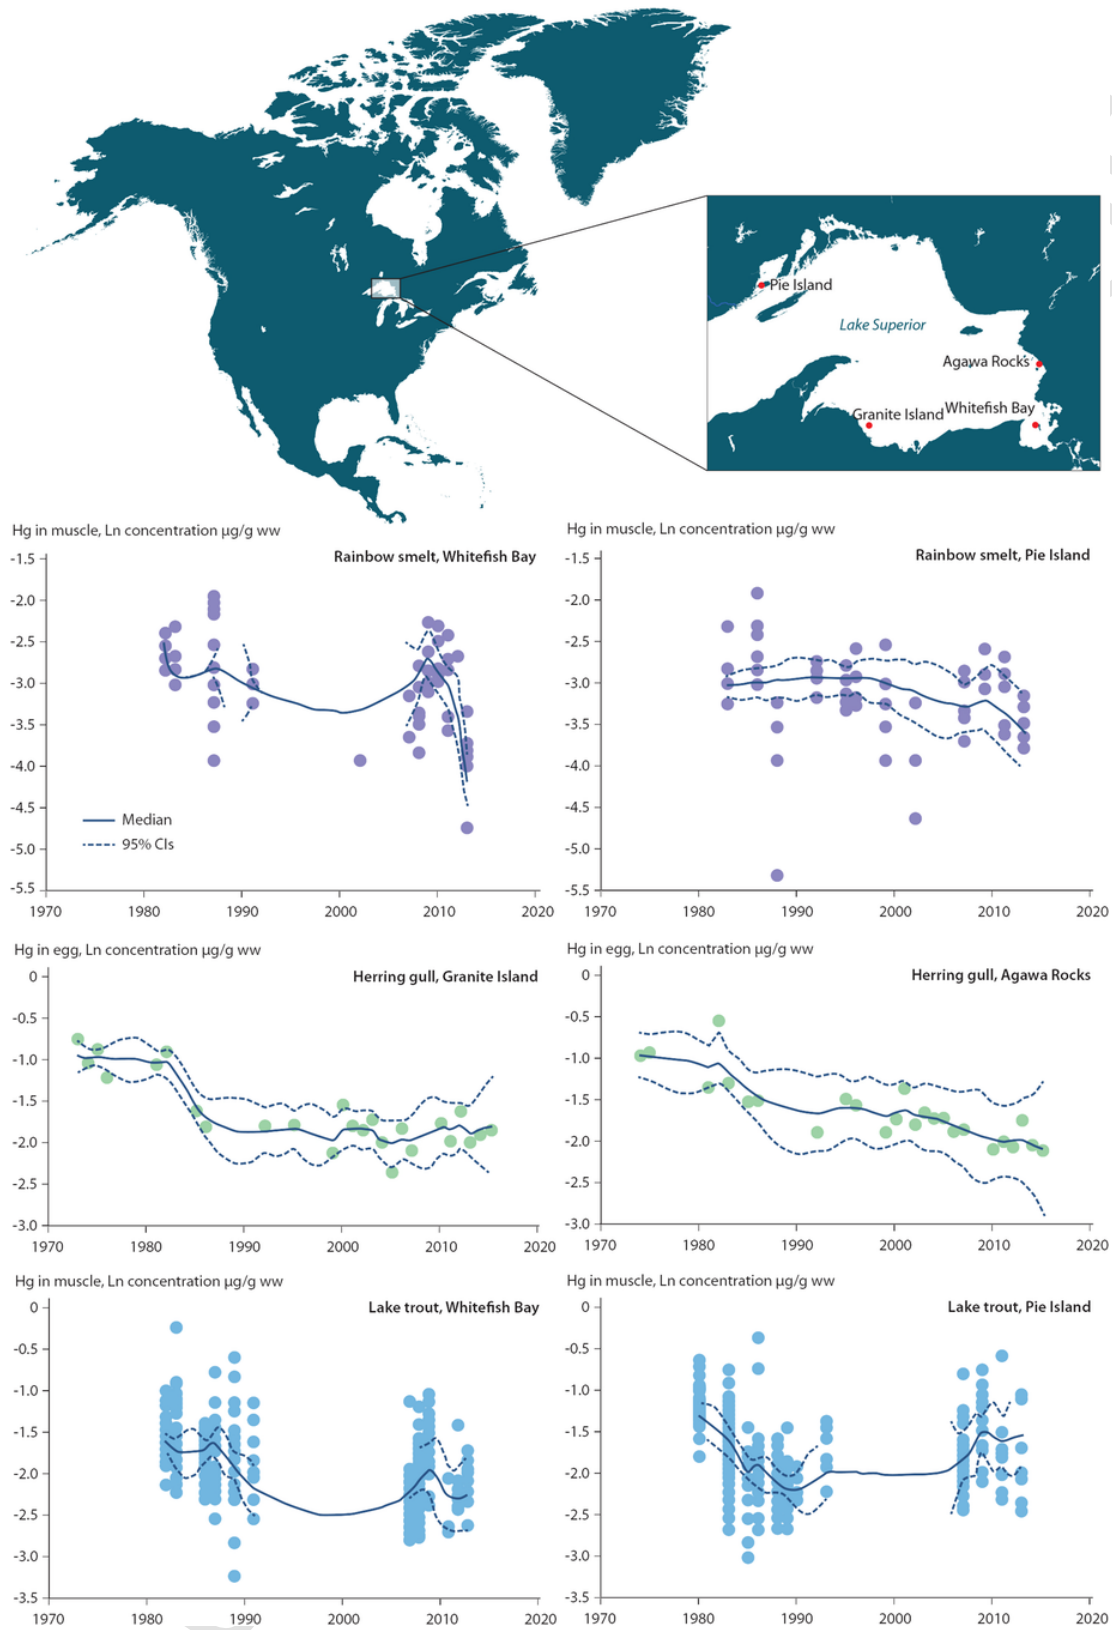 Pie Island
Lake Superior
Agawa Rocks
Granite Island
Whitefish Bay
Hg in muscle, Ln concentration µg/g ww
Rainbow smelt, Whitefish Bay
-1.5
-2.0
-2.5
-3.0
-3.5
-4.0
-4.5
-5.0
-5.5
Median
95% CIs
1970 1980 1990 2000 2010 2020
Hg in muscle, Ln concentration µg/g ww
Rainbow smelt, Pie Island
-1.5
-2.0
-2.5
-3.0
-3.5
-4.0
-4.5
-5.0
-5.5
1970 1980 1990 2000 2010 2020
Hg in egg, Ln concentration µg/g ww
Herring gull, Granite Island
0
-0.5
-1.0
-1.5
-2.0
-2.5
-3.0
1970 1980 1990 2000 2010 2020
Hg in egg, Ln concentration µg/g ww
Herring gull, Agawa Rocks
0
-0.5
-1.0
-1.5
-2.0
-2.5
-3.0
1970 1980 1990 2000 2010 2020
Hg in muscle, Ln concentration µg/g ww
Lake trout, Whitefish Bay
0
-0.5
-1.0
-1.5
-2.0
-2.5
-3.0
-3.5
1970 1980 1990 2000 2010 2020
Hg in muscle, Ln concentration µg/g ww
Lake trout, Pie Island
0
-0.5
-1.0
-1.5
-2.0
-2.5
-3.0
-3.5
1970 1980 1990 2000 2010 2020